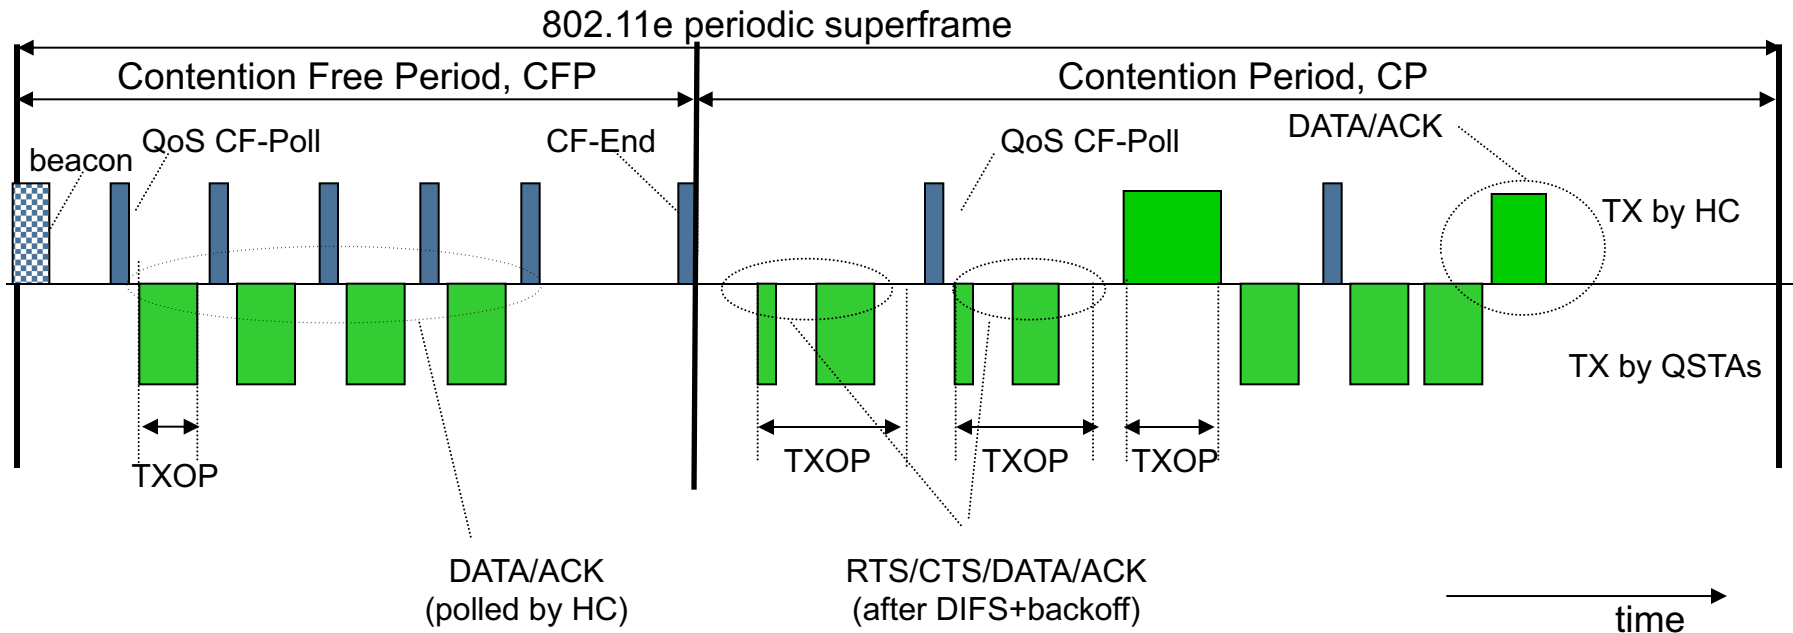 802.11e periodic superframe
Contention Free Period, CFP
Contention Period, CP
DATA/ACK
QoS CF-Poll
CF-End
QoS CF-Poll
beacon
TX by HC
TX by QSTAs
TXOP
TXOP
TXOP
TXOP
DATA/ACK
(polled by HC)
RTS/CTS/DATA/ACK
(after DIFS+backoff)
time